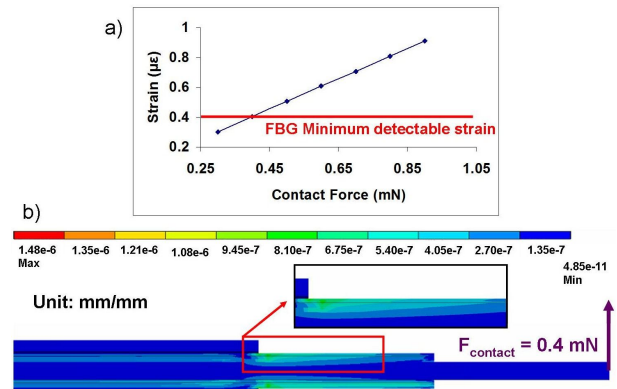 a)
1
0.8
0.6
0.4
0.2
Strain (με)
FBG Minimum detectable strain
0.25 0.45 0.65 0.85 1.05
Contact Force (mN)
b)
1.48e-6 1.35e-6 1.21e-6 1.08e-6 9.45e-7 8.10e-7 6.75e-7 5.40e-7 4.05e-7 2.70e-7 1.35e-7
Max
4.85e-11
Min
Unit: mm/mm
Fcontact = 0.4 mN